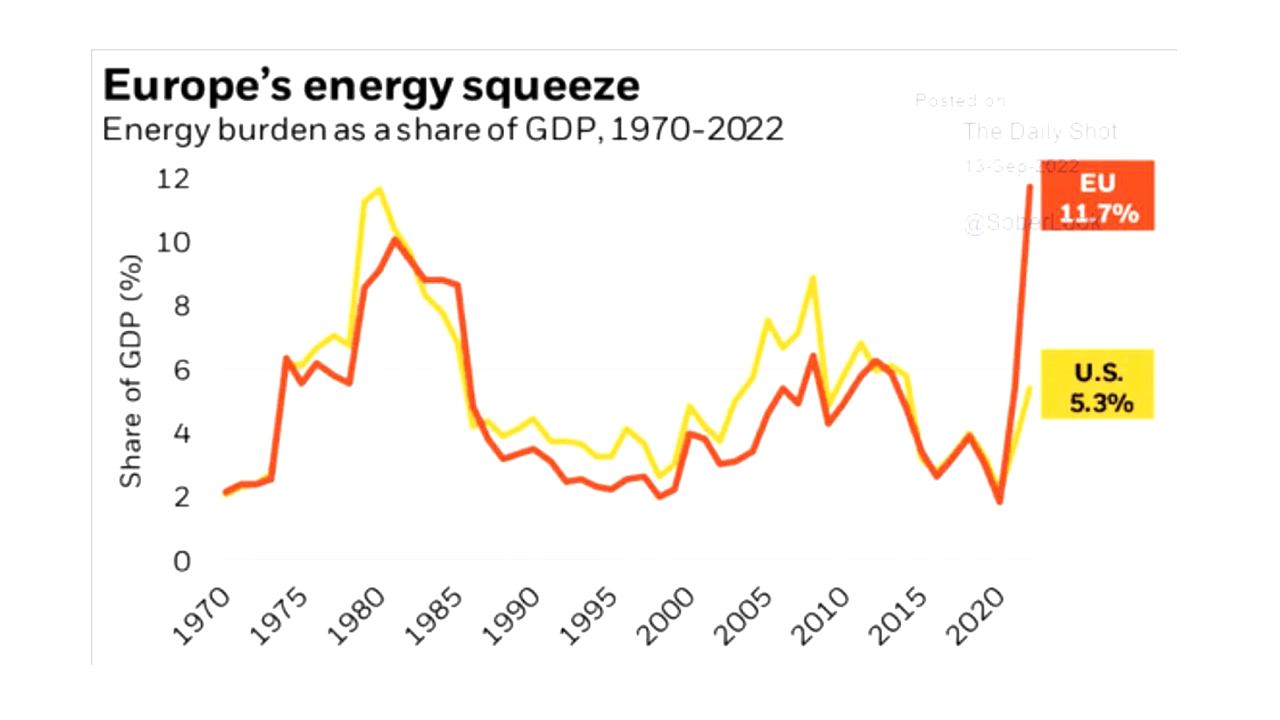 Europe's energy squeeze
Energy burden as a share of GDP, 1970-2022
Posted on
The Daily Shot
13-Sep-2022
@SoberLook
EU
11.7%
U.S.
5.3%
Share of GDP (%)
12
10
8
6
4
2
0
1970
1975
1980
1985
1990
1995
2000
2005
2010
2015
2020